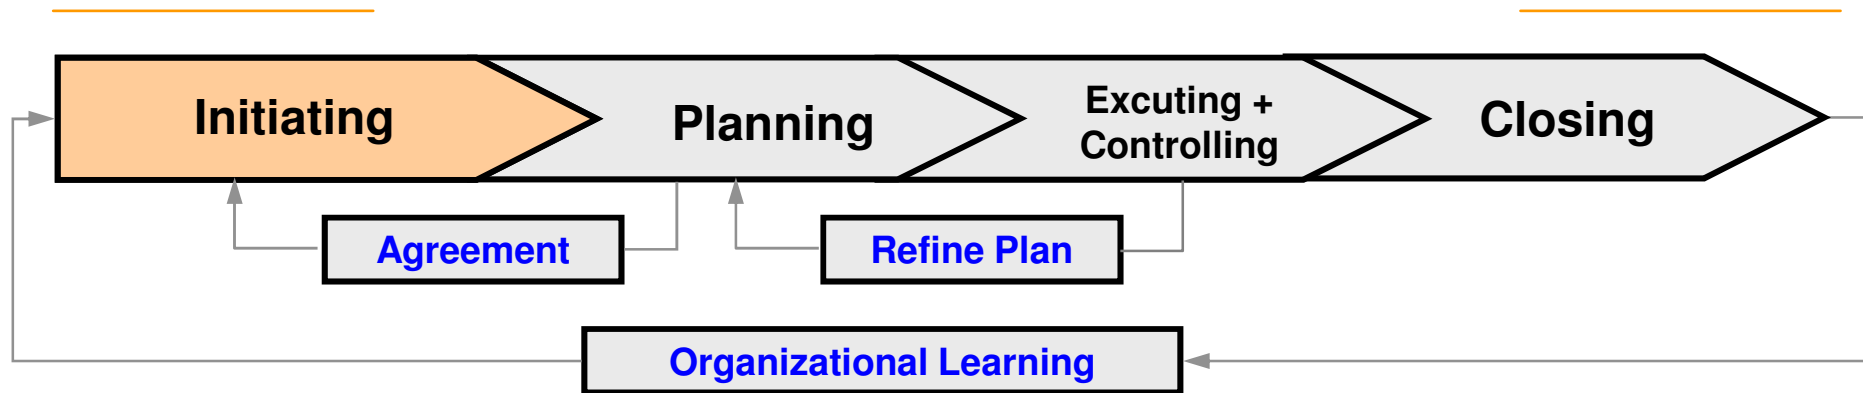 Initiating
Planning
Excuting +
Controlling
Closing
Agreement
Refine Plan
Organizational Learning